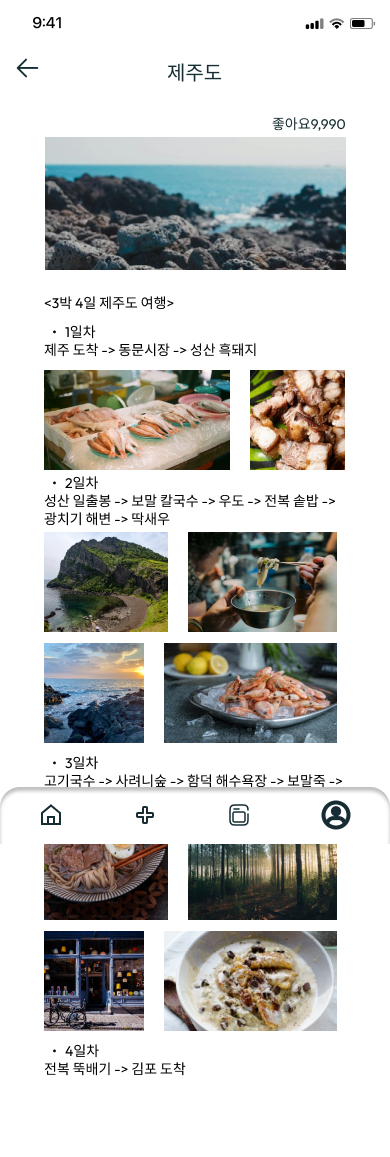 9:41
제주도
좋아요9,990
<3박 4일 제주도 여행>
• 1일차
제주 도착 -> 동문시장 -> 성산 흑돼지
• 2일차
성산 일출봉 -> 보말 칼국수 -> 우도 -> 전복 솥밥 ->
광치기 해변 -> 딱새우
• 3일차
고기국수 -> 사려니숲 -> 함덕 해수욕장 -> 보말죽 ->
• 4일차
전복 뚝배기 -> 김포 도착